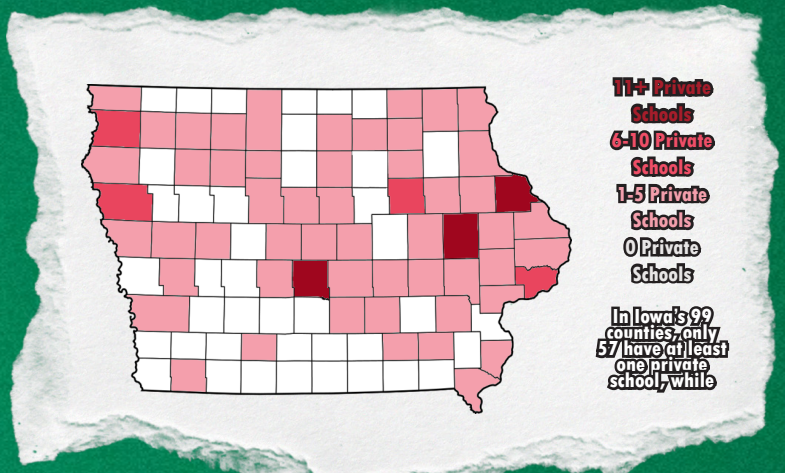 11+ Private
Schools
6-10 Private
Schools
1-5 Private
Schools
0 Private
Schools
In Iowa's 99
counties, only
57 have at least
one private
school, while